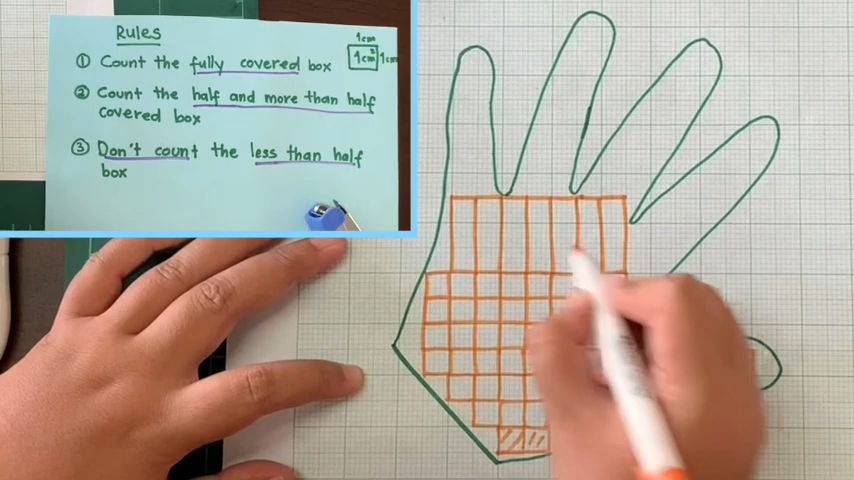 Rules
1cm
1cm² 1cm
① Count the fully covered box
② Count the half and more than half
covered box
③ Don't count the less than half
box